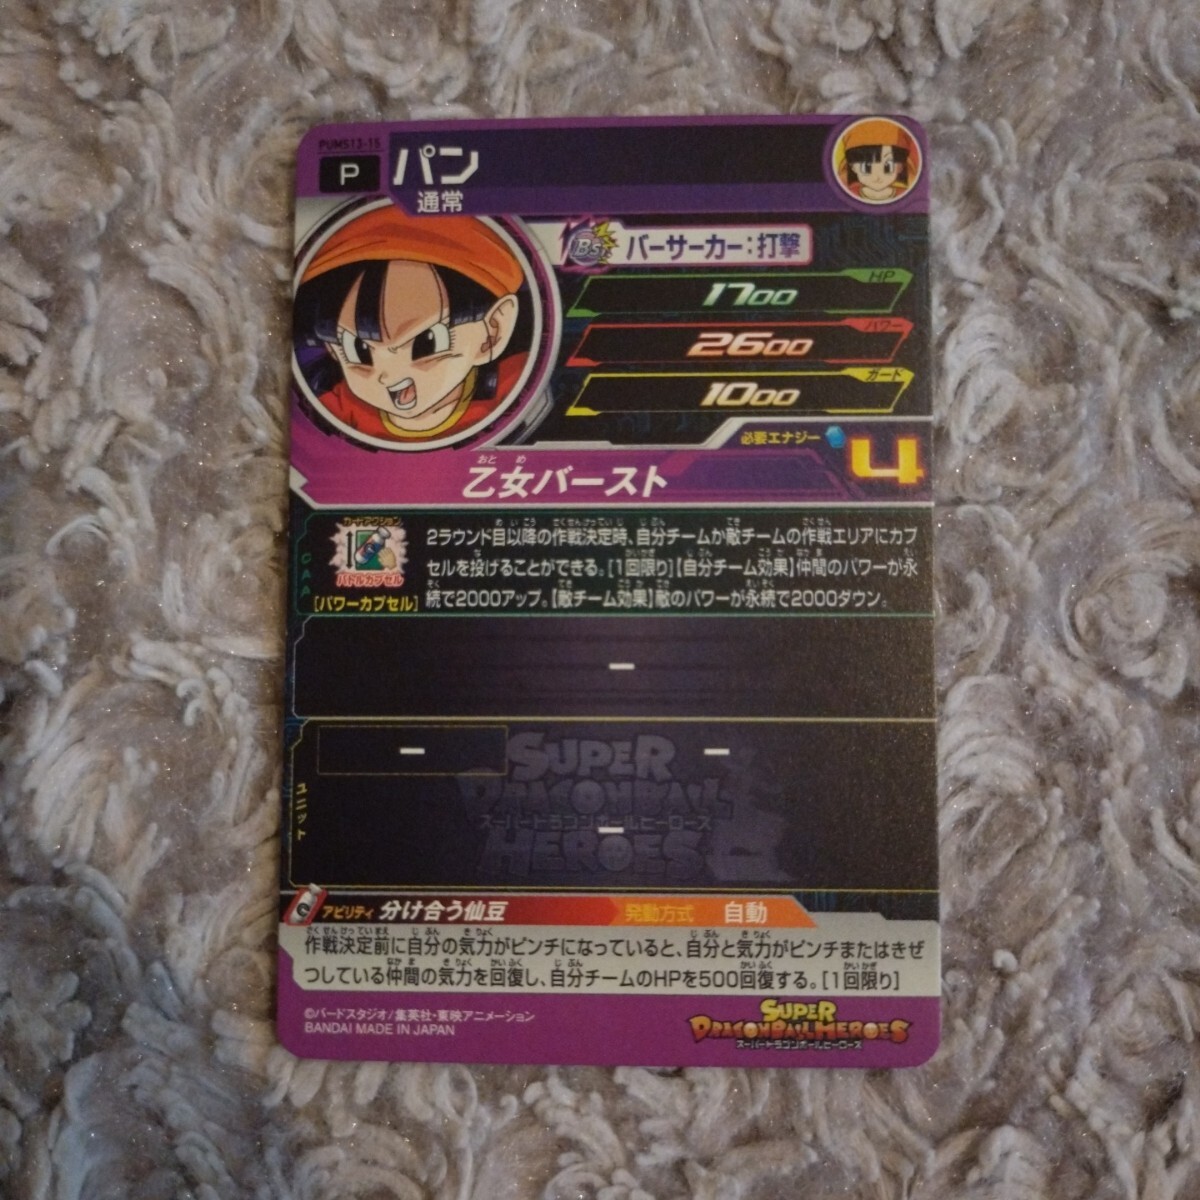 PUMS13-15
P
パン
通常
Bs.
バーサーカー：打撃
HP
1700
パワー
2600
ガード
1000
必要エナジー 4
おとめ
乙女バースト
CAA
カードアクション
バトルカプセル
[パワーカプセル]
2ラウンド目以降の作戦決定時、自分チームか敵チームの作戦エリアにカプ
セルを投げることができる。[1回限り]【自分チーム効果】仲間のパワーが永
続で2000アップ。【敵チーム効果】敵のパワーが永続で2000ダウン。
ー
ー
ー
ー
ユニット
SUPER
DRAGONBALL
スーパードラゴンボールヒーローズ
HEROES
アビリティ 分け合う仙豆 発動方式 自動
作戦決定前に自分の気力がピンチになっていると、自分と気力がピンチまたはきぜ
つしている仲間の気力を回復し、自分チームのHPを500回復する。[1回限り]
©バードスタジオ/集英社・東映アニメーション
BANDAI MADE IN JAPAN
SUPER
DRAGONBALL HEROES
スーパードラゴンボールヒーローズ